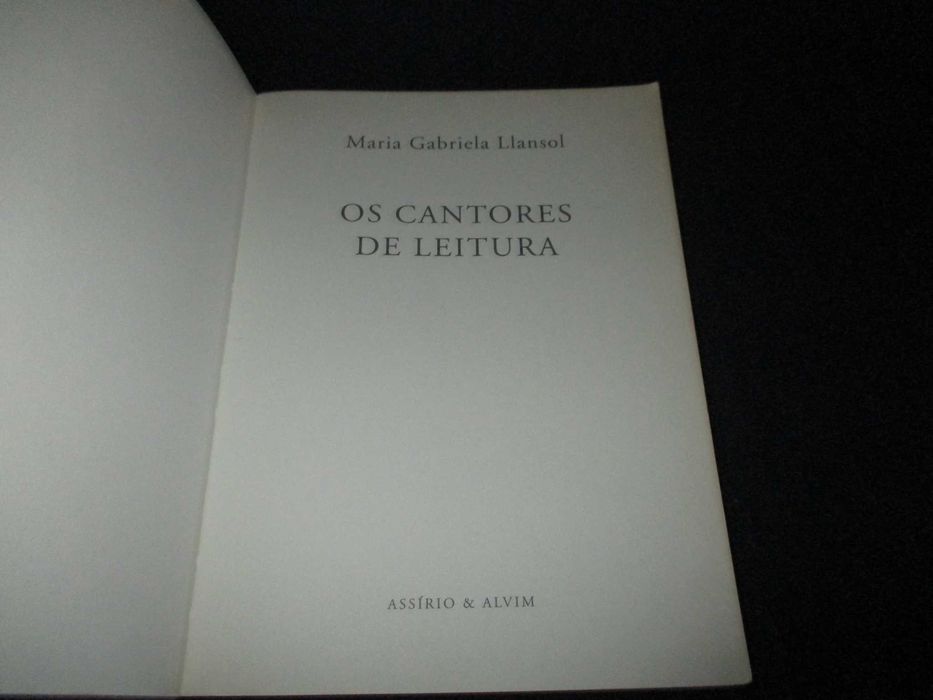 Maria Gabriela Llansol
OS CANTORES
DE LEITURA
ASSÍRIO & ALVIM